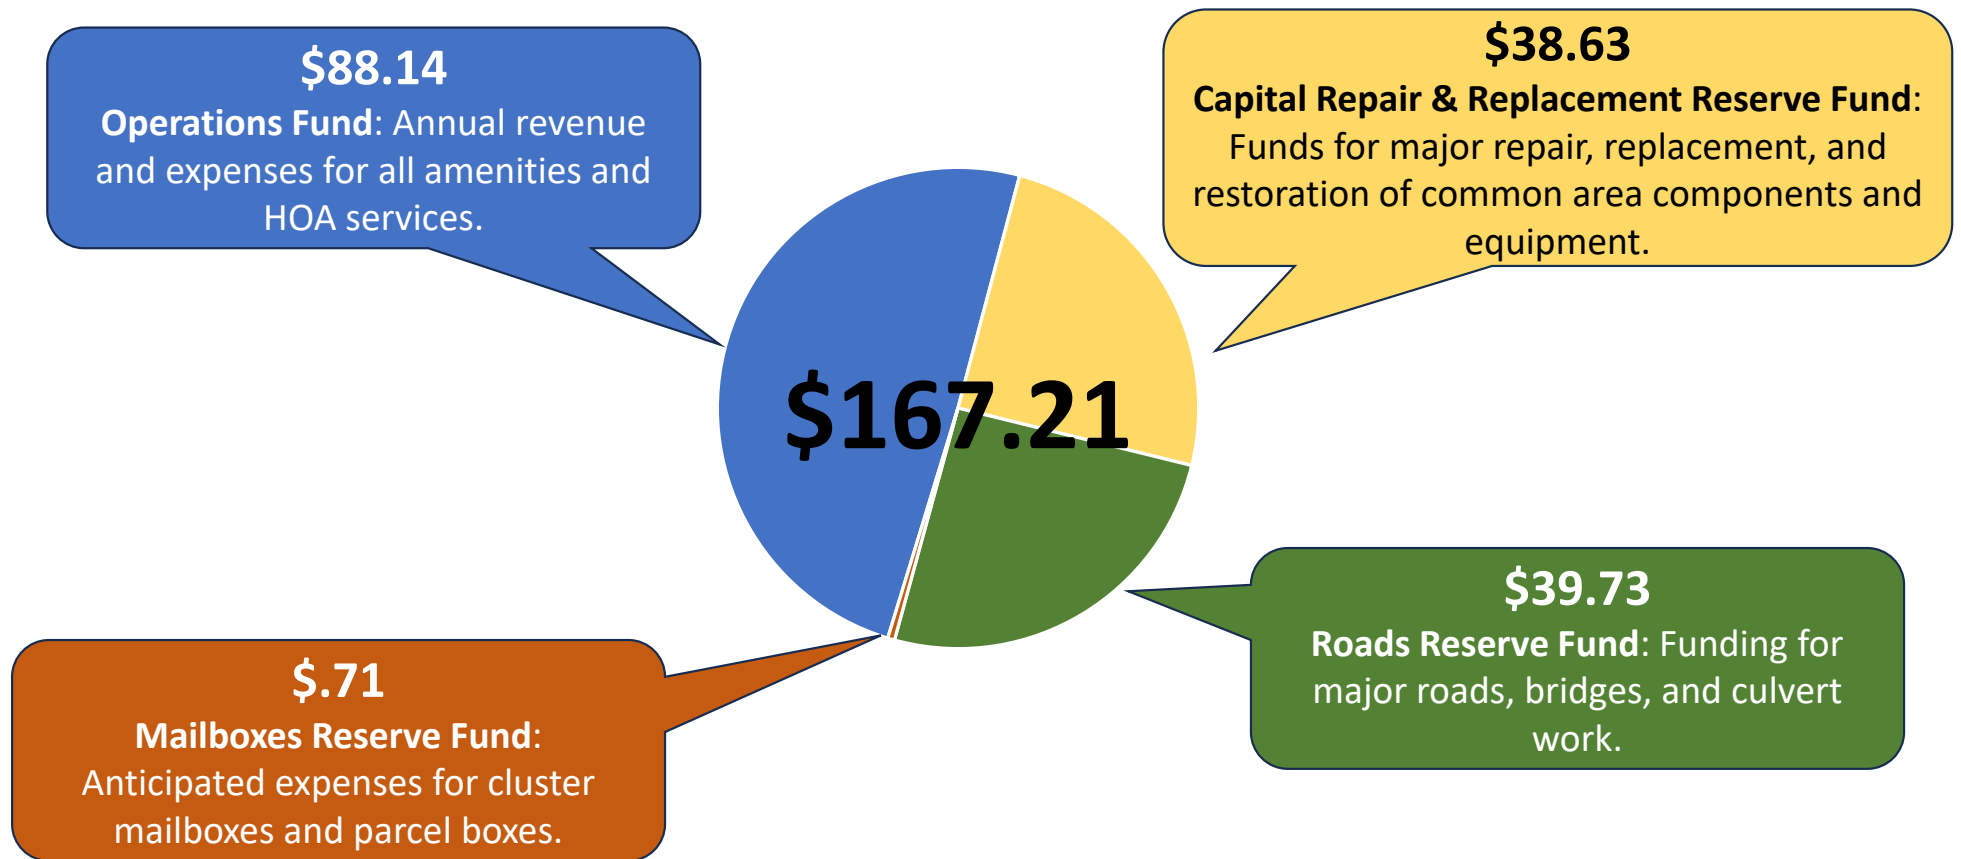 $88.14
Operations Fund: Annual revenue
and expenses for all amenities and
HOA services.
$38.63
Capital Repair & Replacement Reserve Fund:
Funds for major repair, replacement, and
restoration of common area components and
equipment.
$167.21
$.71
Mailboxes Reserve Fund:
Anticipated expenses for cluster
mailboxes and parcel boxes.
$39.73
Roads Reserve Fund: Funding for
major roads, bridges, and culvert
work.